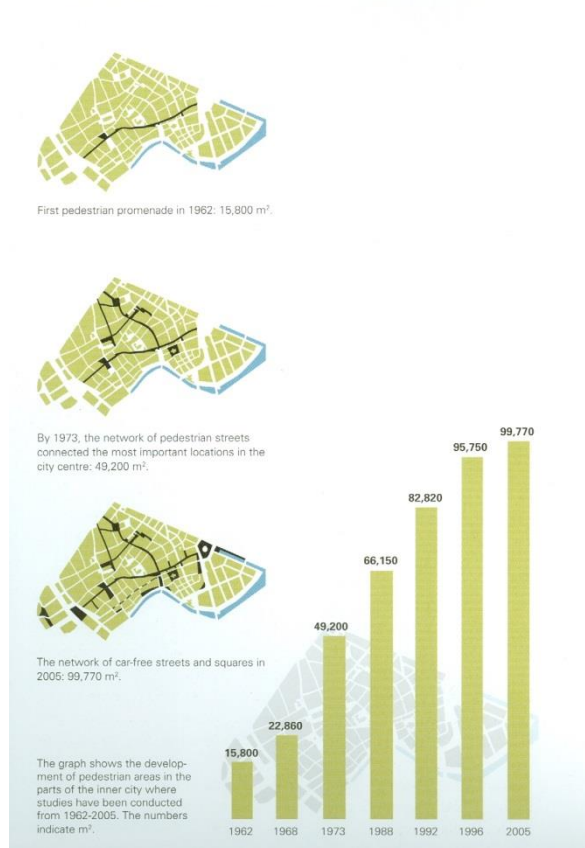 First pedestrian promenade in 1962: 15,800 m².
By 1973, the network of pedestrian streets
connected the most important locations in the
city centre: 49,200 m².
The network of car-free streets and squares in
2005: 99,770 m².
The graph shows the develop-
ment of pedestrian areas in the
parts of the inner city where
studies have been conducted
from 1962-2005. The numbers
indicate m².
15,800
22,860
49,200
66,150
82,820
95,750
99,770
1962
1968
1973
1988
1992
1996
2005